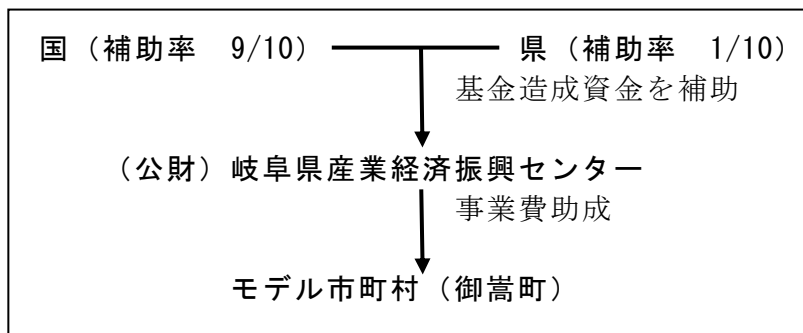 国（補助率　9/10）　県（補助率　1/10）
基金造成資金を補助
（公財）岐阜県産業経済振興センター
事業費助成
モデル市町村（御嵩町）